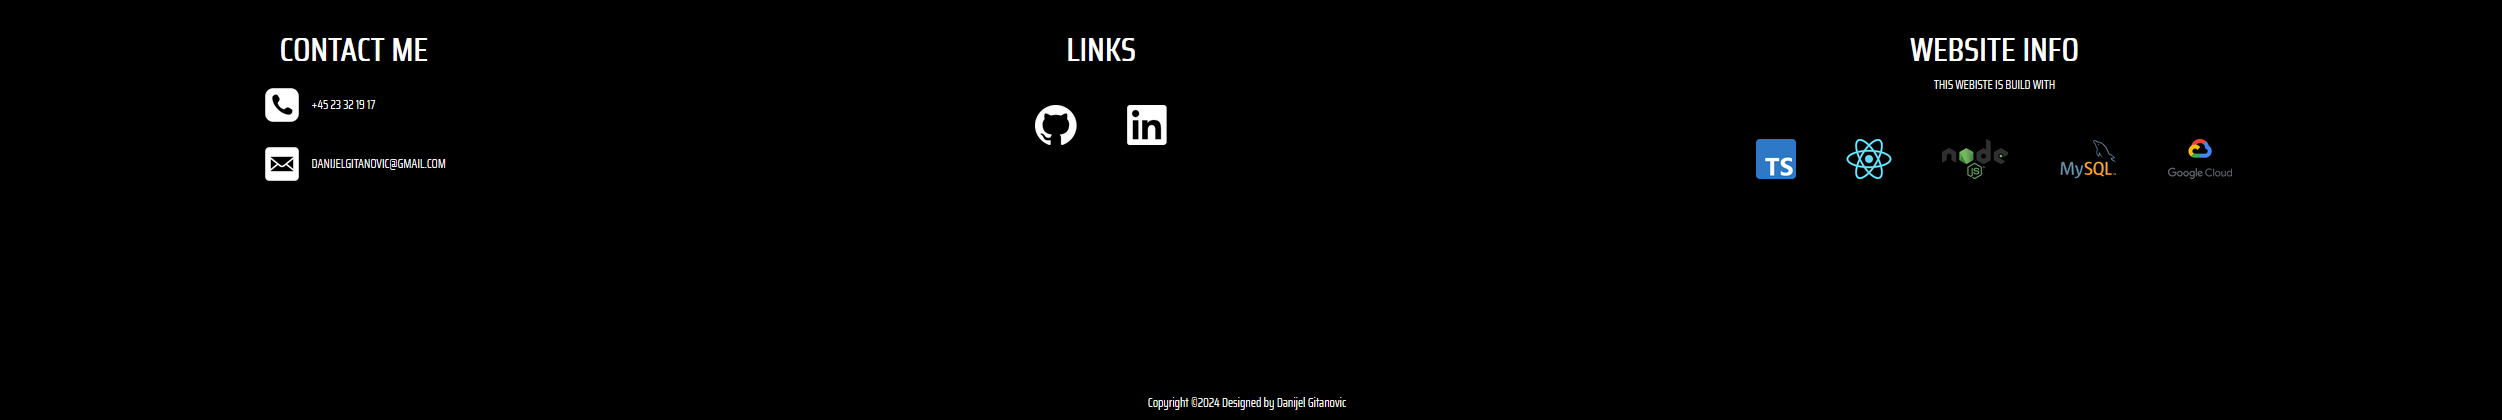 CONTACT ME
+45 23 32 19 17
DANIJELGITANOVIC@GMAIL.COM
LINKS
in
WEBSITE INFO
THIS WEBISTE IS BUILD WITH
TS
node
JS
MySQL
Google Cloud
Copyright ©2024 Designed by Danijel Gitanovic